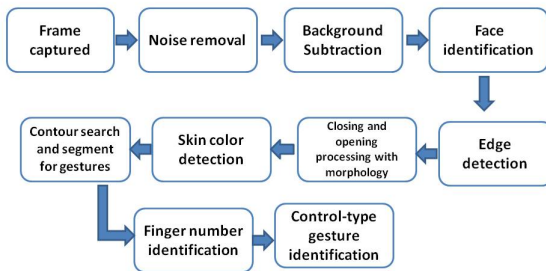 Frame
captured
Noise removal
Background
Subtraction
Face
identification
Edge
detection
Closing and
opening
processing with
morphology
Skin color
detection
Contour search
and segment
for gestures
Finger number
identification
Control-type
gesture
identification